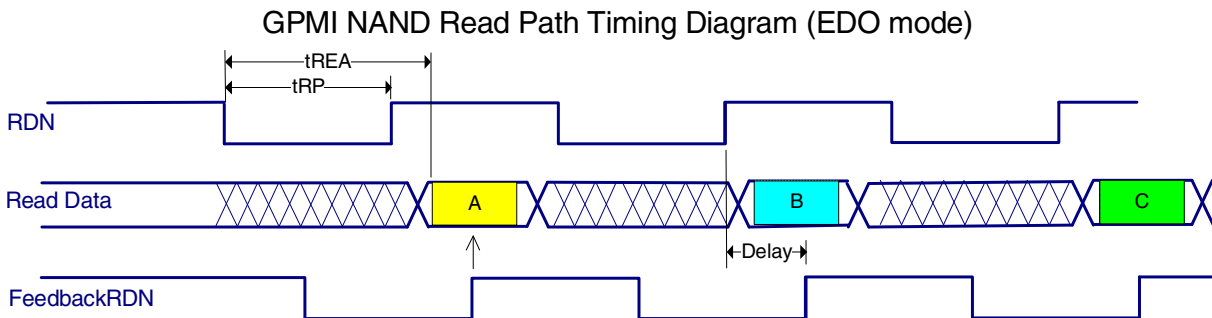 GPMI NAND Read Path Timing Diagram (EDO mode)
tREA
tRP
RDN
Read Data
A
B
C
Delay
FeedbackRDN